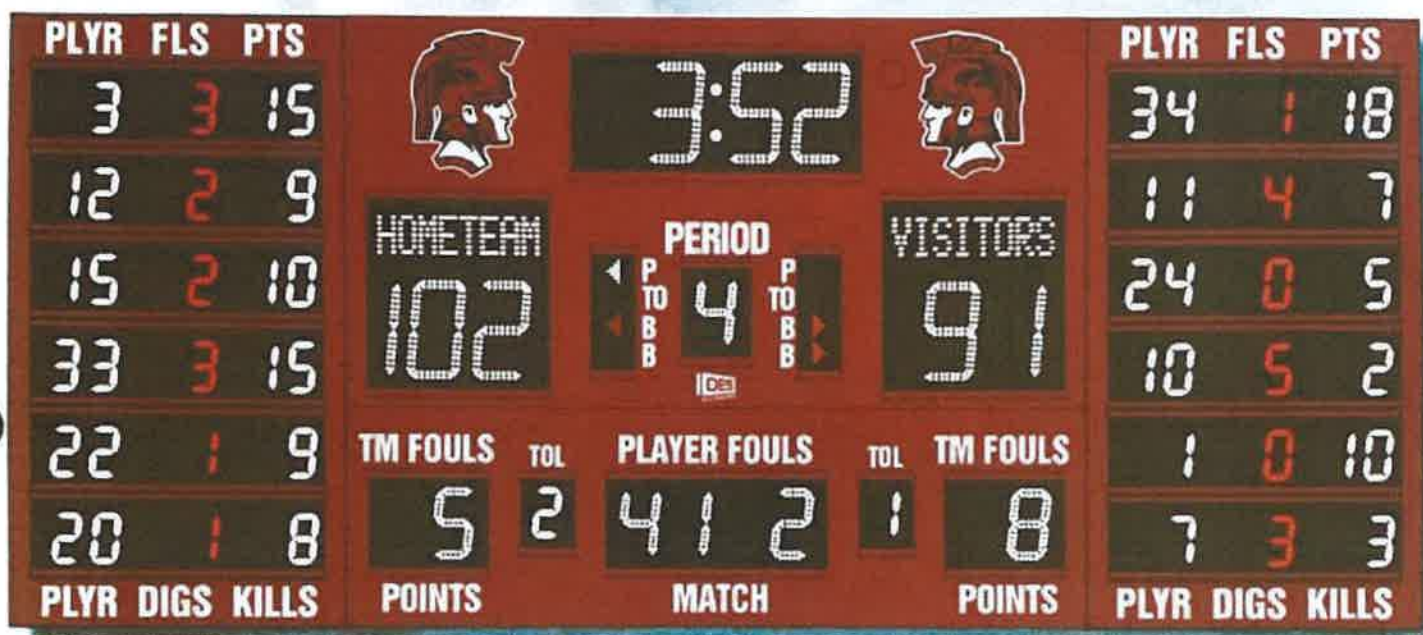 PLYR FLS PTS
3 3 15
12 2 9
15 2 10
33 3 15
22 1 9
20 1 8
PLYR DIGS KILLS
3:52
HOMETEAM
102
PERIOD
P TO B B
4
P TO B B
VISITORS
91
TM FOULS
5
POINTS
TOL
2
PLAYER FOULS
41 2
MATCH
TOL
1
TM FOULS
8
POINTS
PLYR FLS PTS
34 1 18
11 4 7
24 0 5
10 5 2
1 0 10
7 3 3
PLYR DIGS KILLS